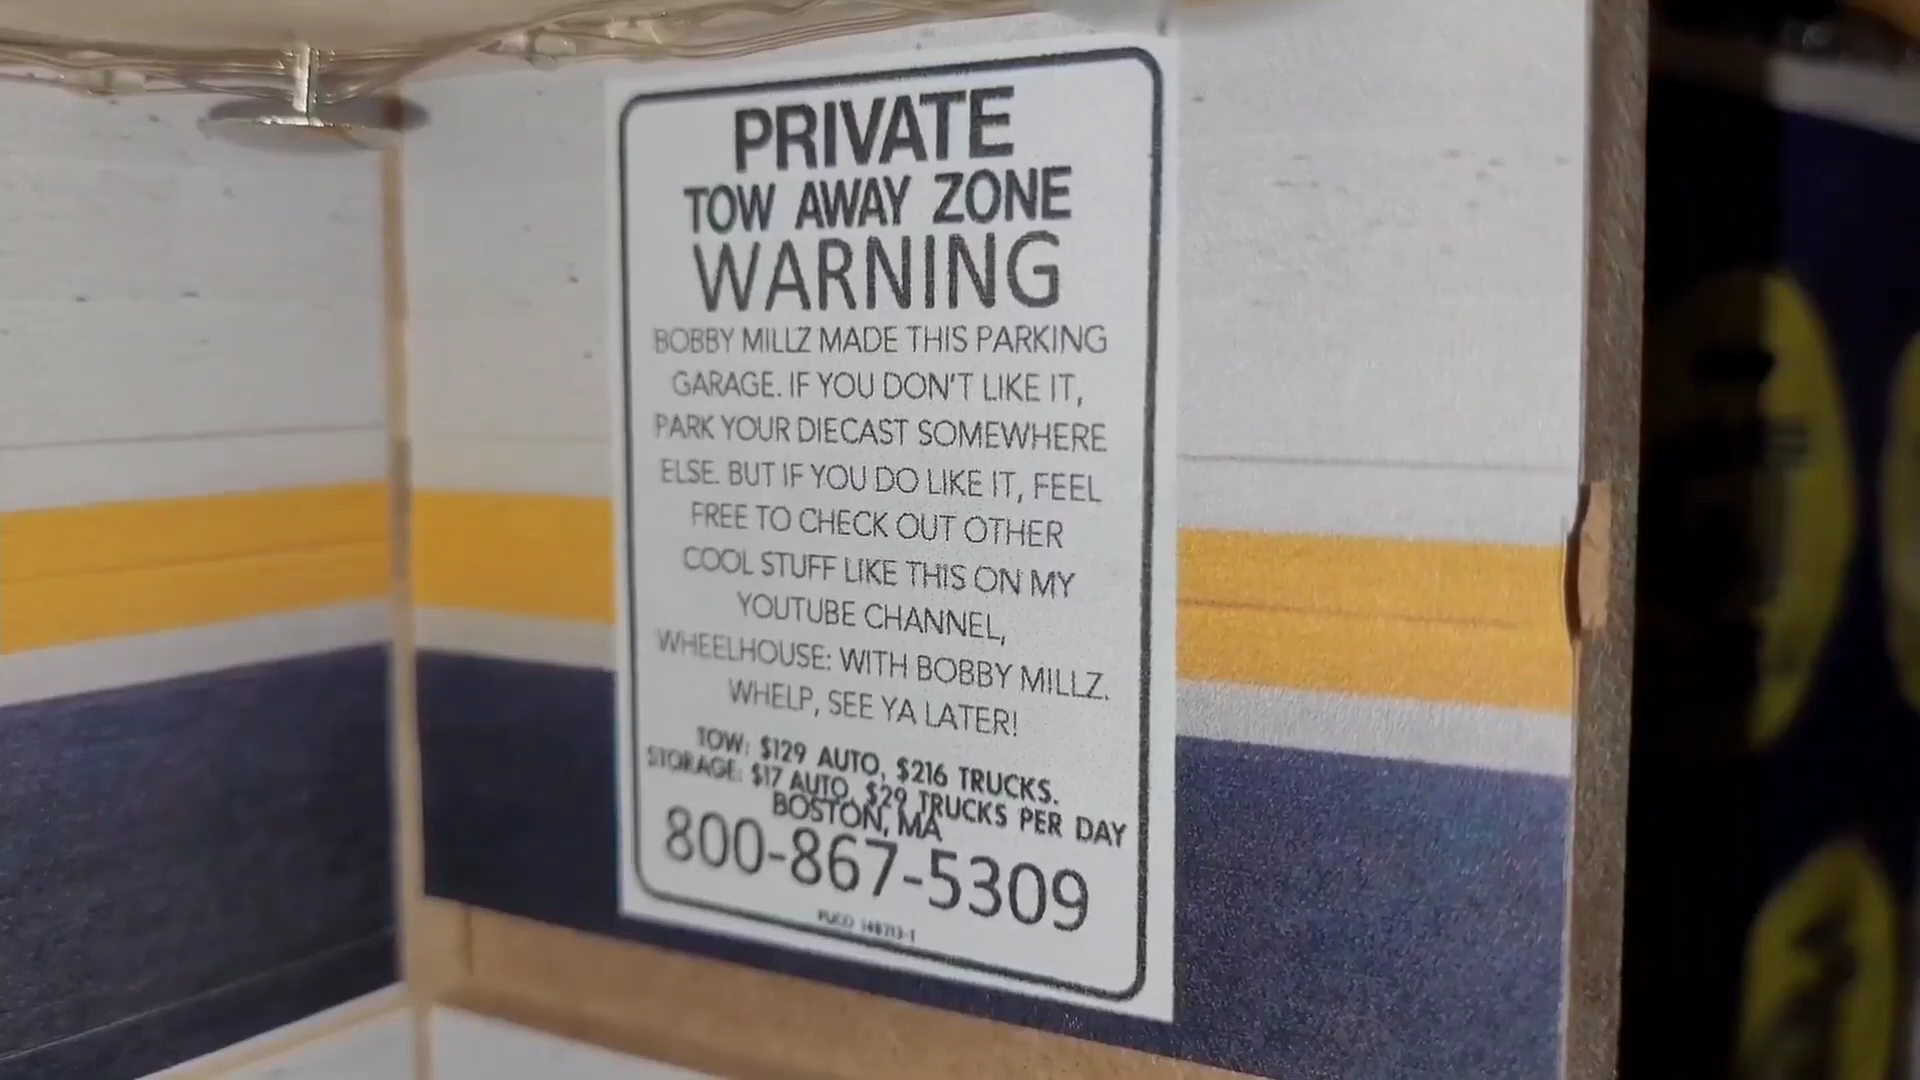 PRIVATE
TOW AWAY ZONE
WARNING
BOBBY MILLZ MADE THIS PARKING
GARAGE. IF YOU DON'T LIKE IT,
PARK YOUR DIECAST SOMEWHERE
ELSE. BUT IF YOU DO LIKE IT, FEEL
FREE TO CHECK OUT OTHER
COOL STUFF LIKE THIS ON MY
YOUTUBE CHANNEL,
WHEELHOUSE: WITH BOBBY MILLZ.
WHELP, SEE YA LATER!
TOW: $129 AUTO, $216 TRUCKS.
STORAGE: $17 AUTO, $29 TRUCKS PER DAY
BOSTON, MA
800-867-5309
PUCO